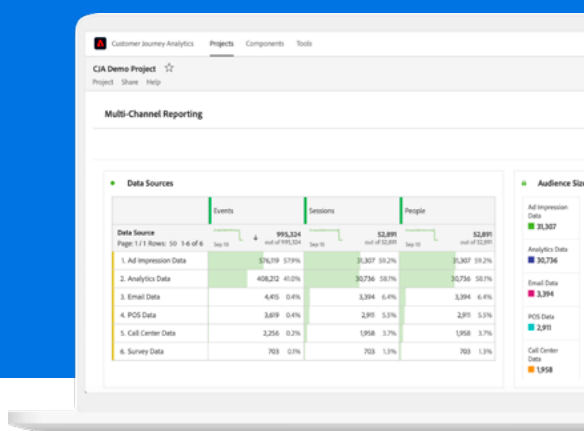 Customer Journey Analytics Projects Components Tools
CJA Demo Project
Project Share Help
Multi-Channel Reporting
Data Sources
Audience Size
Events Sessions People
Data Source
Page: 1 / 1 Rows: 50 1-6 of 6
Sep 10 995,324
out of 995,324
Sep 10 52,891
out of 52,891
Sep 10 52,891
out of 52,891
1. Ad Impression Data 576,119 57.9% 31,307 59.2% 31,307 59.2%
2. Analytics Data 408,212 41.0% 30,736 58.1% 30,736 58.1%
3. Email Data 4,415 0.4% 3,394 6.4% 3,394 6.4%
4. POS Data 3,619 0.4% 2,911 5.5% 2,911 5.5%
5. Call Center Data 2,256 0.2% 1,958 3.7% 1,958 3.7%
6. Survey Data 703 0.1% 703 1.3% 703 1.3%
Ad Impression
Data
31,307
Analytics Data
30,736
Email Data
3,394
POS Data
2,911
Call Center
Data
1,958